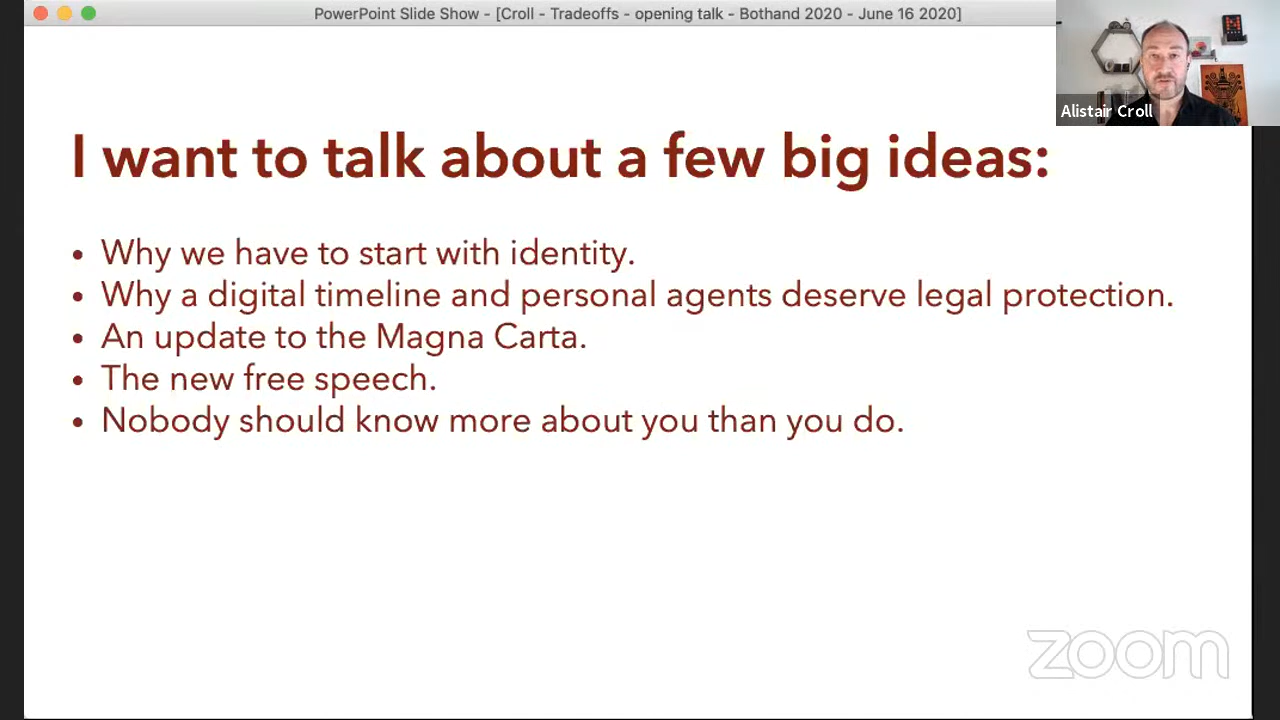 PowerPoint Slide Show - [Croll - Tradeoffs - opening talk - Bothand 2020 - June 16 2020]
Alistair Croll
I want to talk about a few big ideas:
• Why we have to start with identity.
• Why a digital timeline and personal agents deserve legal protection.
• An update to the Magna Carta.
• The new free speech.
• Nobody should know more about you than you do.
zoom